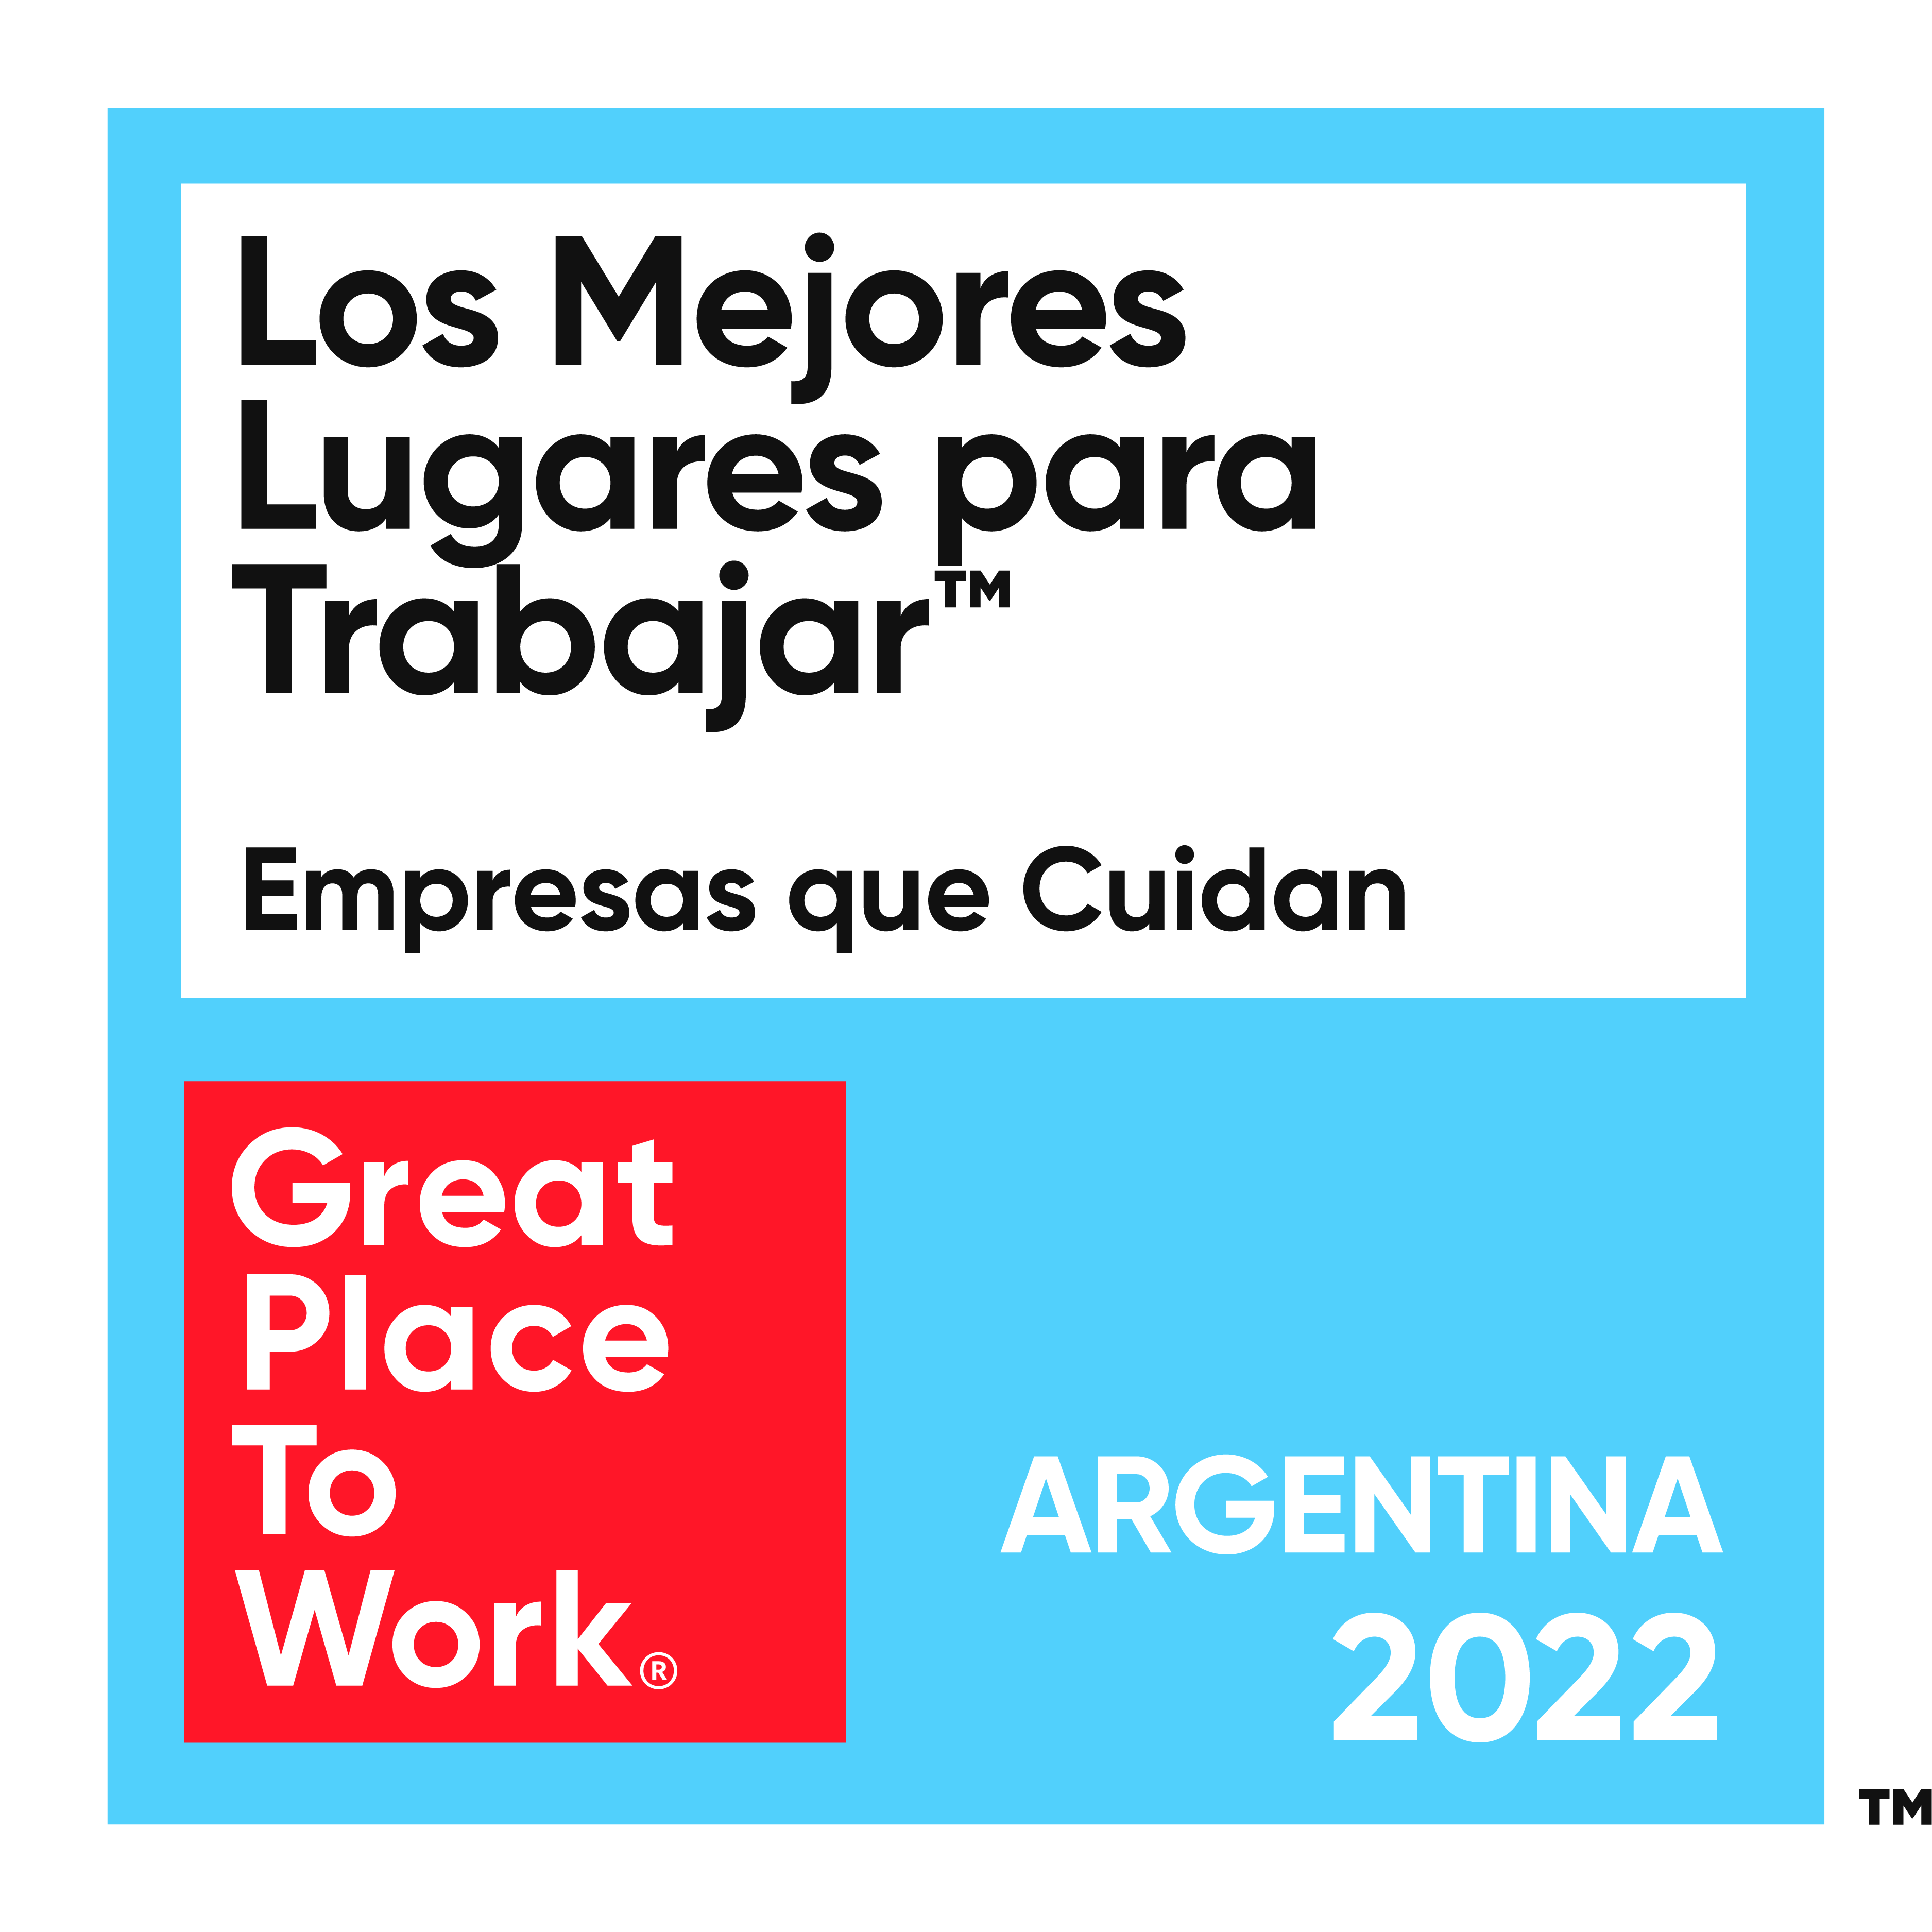 Los Mejores
Lugares para
Trabajar™
Empresas que Cuidan
Great
Place
To
Work®
ARGENTINA
2022
TM